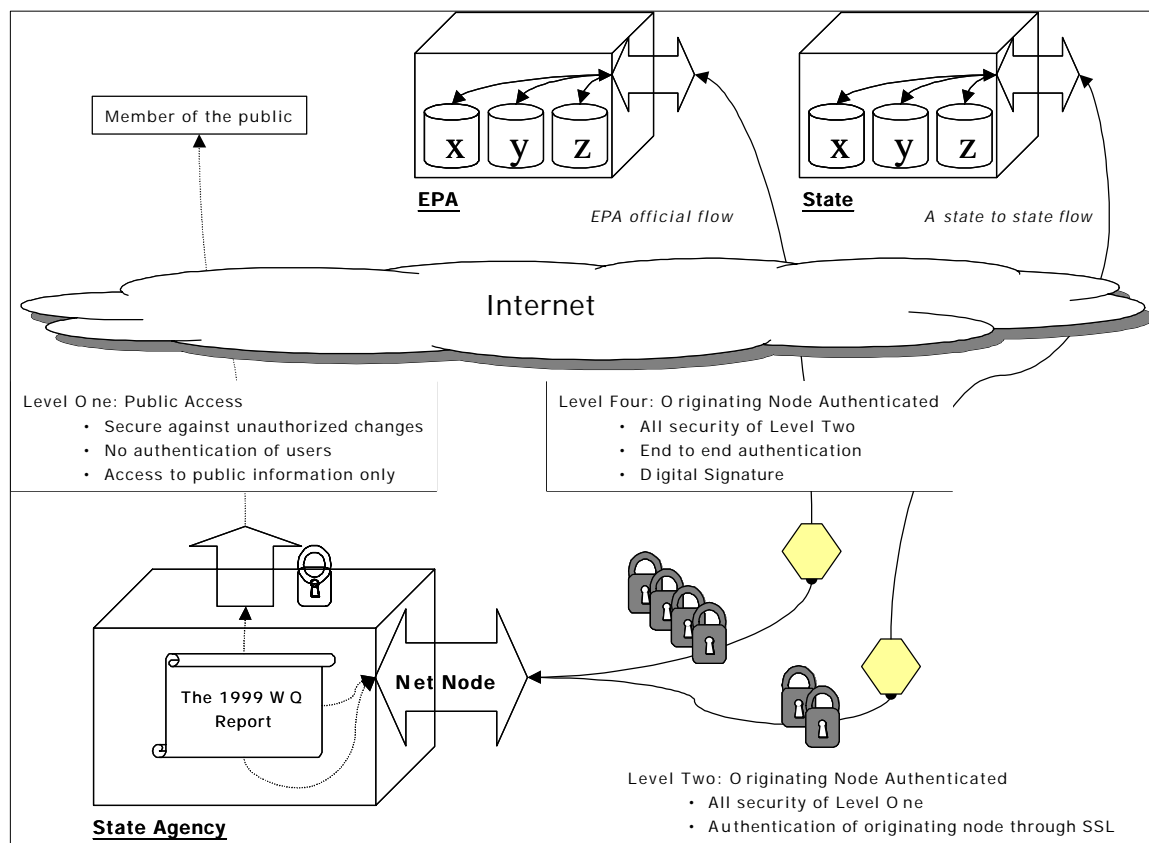 Member of the public
x y z
x y z
EPA
State
EPA official flow
A state to state flow
Internet
Level One: Public Access
• Secure against unauthorized changes
• No authentication of users
• Access to public information only
Level Four: Originating Node Authenticated
• All security of Level Two
• End to end authentication
• Digital Signature
Net Node
The 1999 WQ
Report
State Agency
Level Two: Originating Node Authenticated
• All security of Level One
• Authentication of originating node through SSL